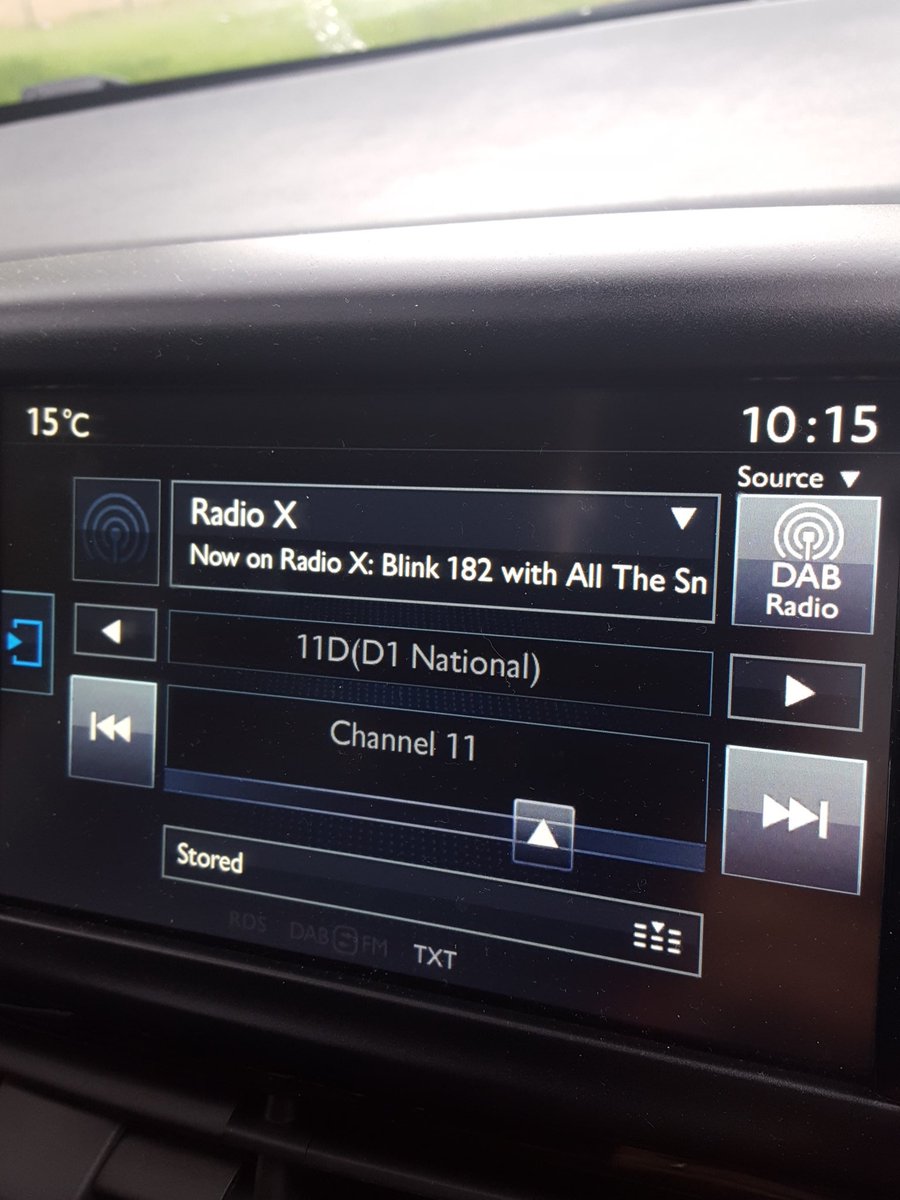 15°C
10:15
Source
Radio X
Now on Radio X: Blink 182 with All The Sn
DAB
Radio
11D(D1 National)
Channel 11
Stored
RDS DAB FM TXT